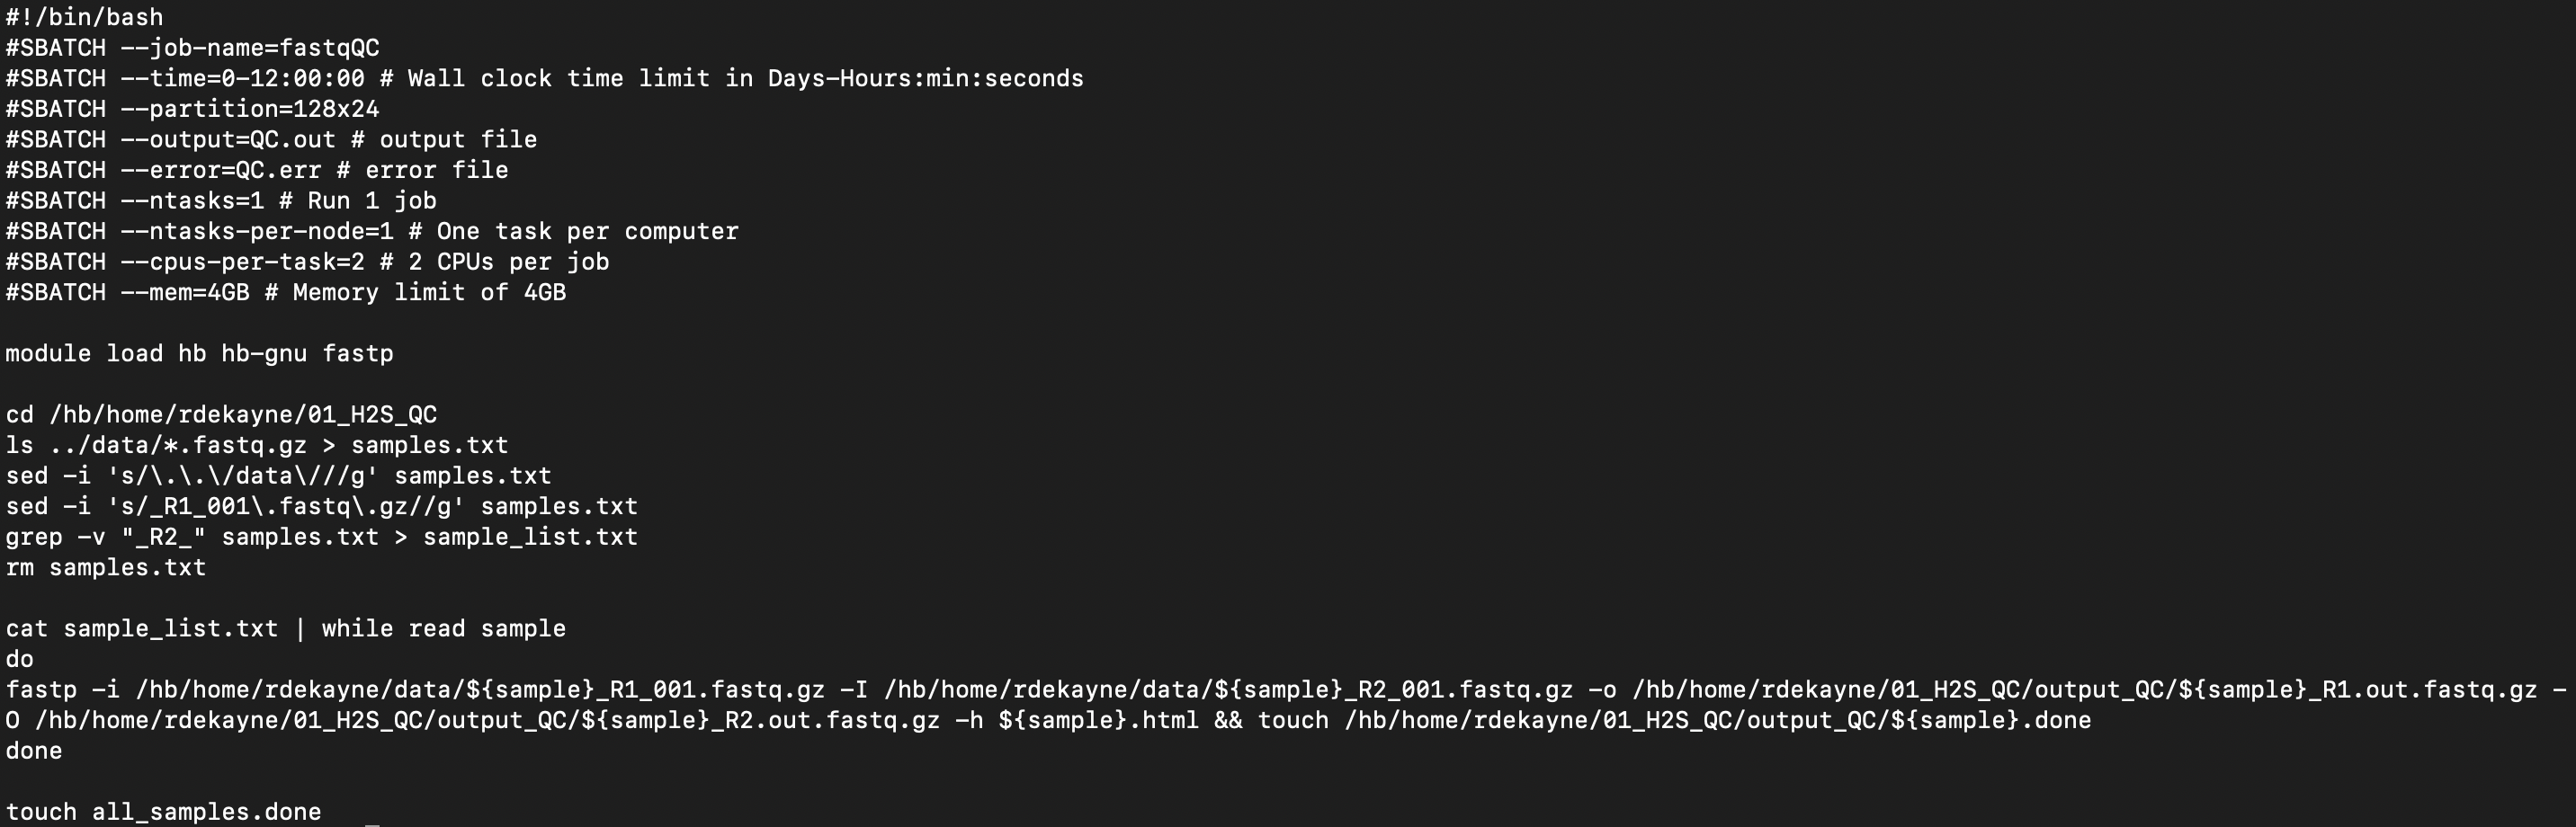 #!/bin/bash
#SBATCH --job-name=fastqQC
#SBATCH --time=0-12:00:00 # Wall clock time limit in Days-Hours:min:seconds
#SBATCH --partition=128x24
#SBATCH --output=QC.out # output file
#SBATCH --error=QC.err # error file
#SBATCH --ntasks=1 # Run 1 job
#SBATCH --ntasks-per-node=1 # One task per computer
#SBATCH --cpus-per-task=2 # 2 CPUs per job
#SBATCH --mem=4GB # Memory limit of 4GB
module load hb hb-gnu fastp
cd /hb/home/rdekayne/01_H2S_QC
ls ../data/*.fastq.gz > samples.txt
sed -i 's/\.\.\/data\///g' samples.txt
sed -i 's/_R1_001\.fastq\.gz//g' samples.txt
grep -v "_R2_" samples.txt > sample_list.txt
rm samples.txt
cat sample_list.txt | while read sample
do
fastp -i /hb/home/rdekayne/data/${sample}_R1_001.fastq.gz -I /hb/home/rdekayne/data/${sample}_R2_001.fastq.gz -o /hb/home/rdekayne/01_H2S_QC/output_QC/${sample}_R1.out.fastq.gz -
O /hb/home/rdekayne/01_H2S_QC/output_QC/${sample}_R2.out.fastq.gz -h ${sample}.html && touch /hb/home/rdekayne/01_H2S_QC/output_QC/${sample}.done
done
touch all_samples.done